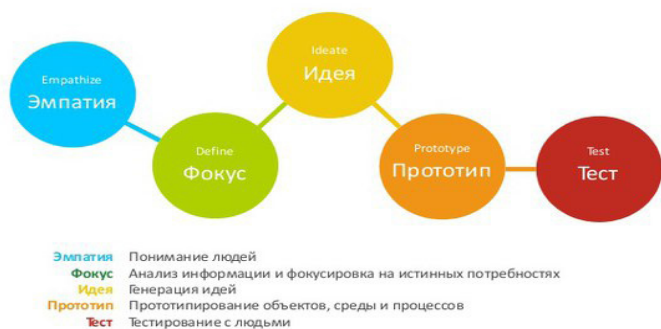 Empathize
Эмпатия
Define
Фокус
Ideate
Идея
Prototype
Прототип
Test
Тест
Эмпатия Понимание людей
Фокус Анализ информации и фокусировка на истинных потребностях
Идея Генерация идей
Прототип Прототипирование объектов, среды и процессов
Тест Тестирование с людьми